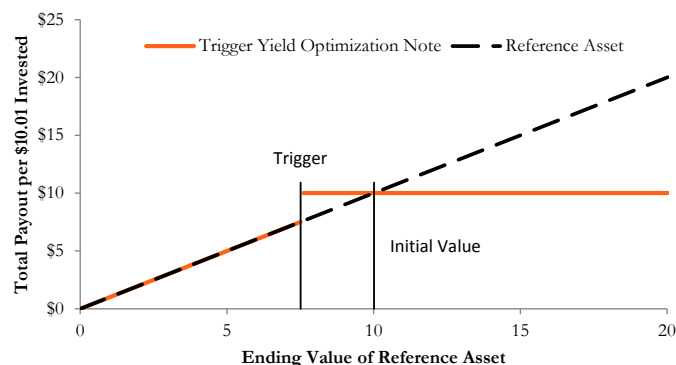 $25
Trigger Yield Optimization Note
Reference Asset
$20
$15
Trigger
$10
Initial Value
$5
$0
0
5
10
15
20
Total Payout per $10.01 Invested
Ending Value of Reference Asset